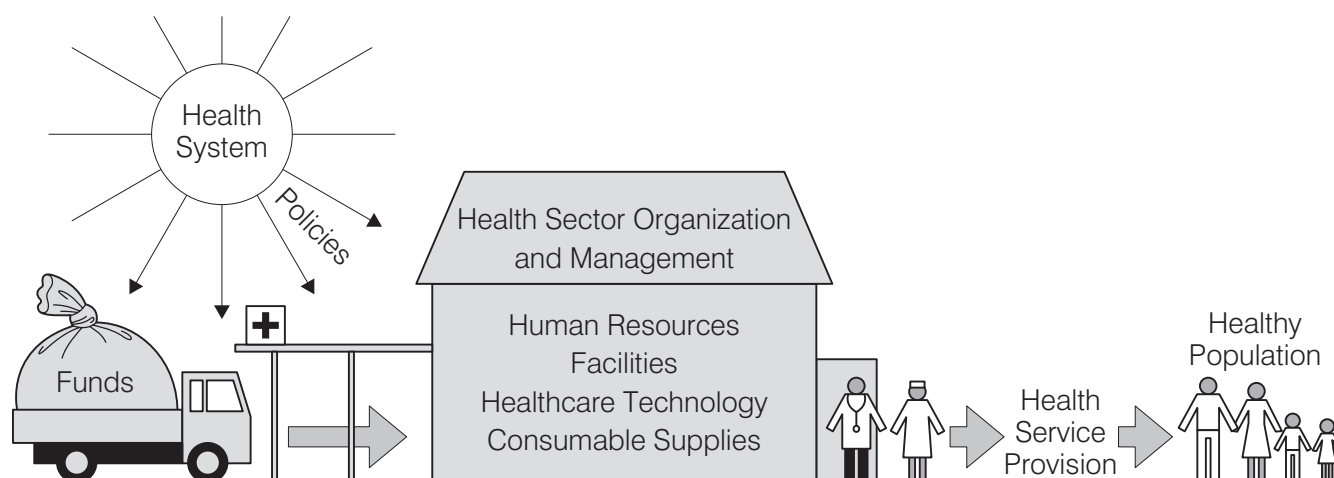 Health
System
Policies
Funds
Health Sector Organization
and Management
Human Resources
Facilities
Healthcare Technology
Consumable Supplies
Health
Service
Provision
Healthy
Population